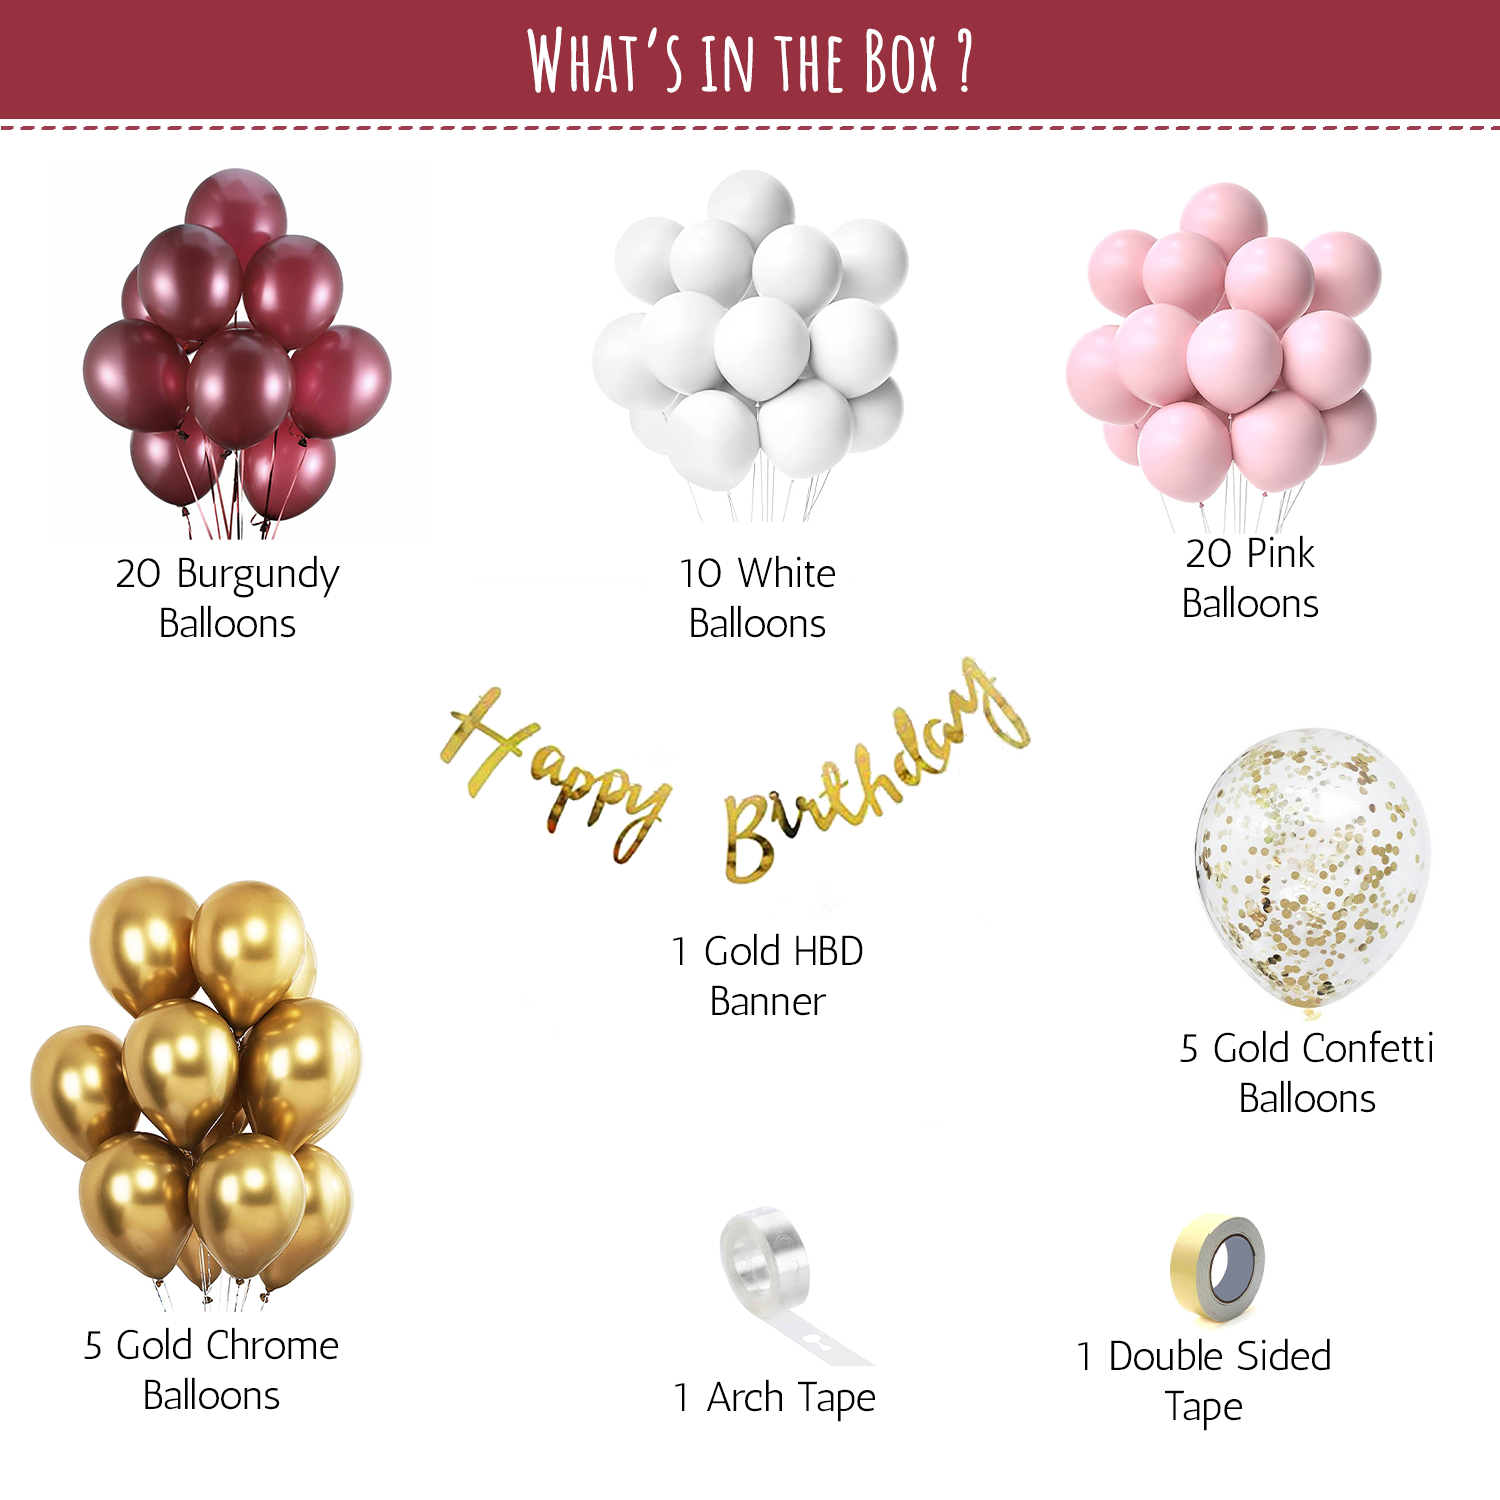 What's in the Box ?
20 Burgundy
Balloons
10 White
Balloons
20 Pink
Balloons
Happy Birthday
1 Gold HBD
Banner
5 Gold Confetti
Balloons
5 Gold Chrome
Balloons
1 Arch Tape
1 Double Sided
Tape